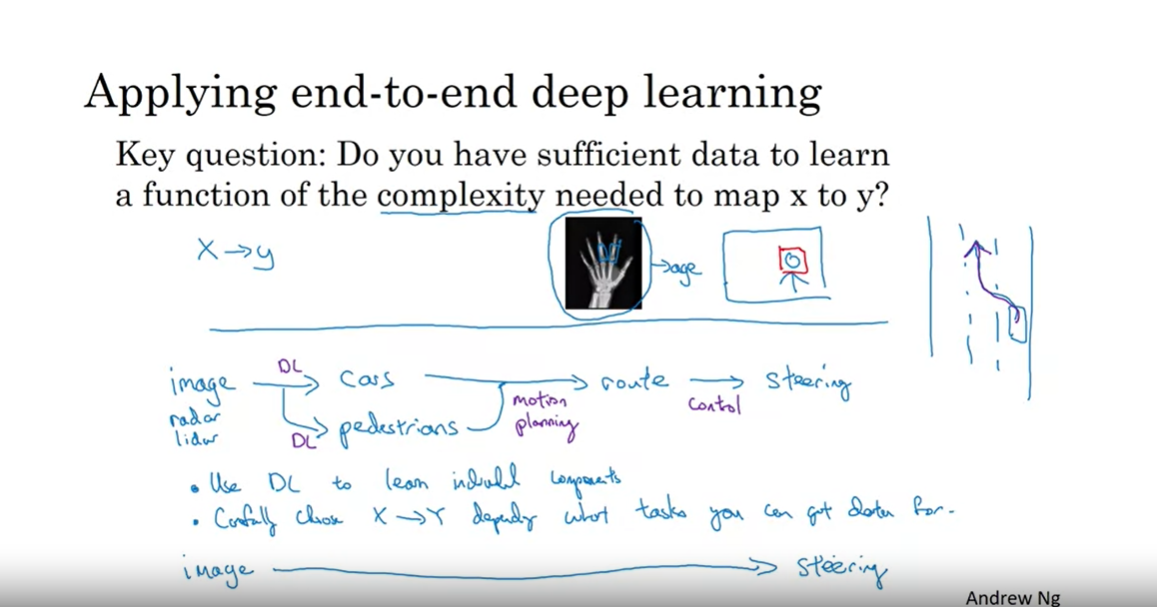 Applying end-to-end deep learning
Key question: Do you have sufficient data to learn
a function of the complexity needed to map x to y?
X → y
→ age
image
radar
lidar
DL
cars
DL
pedestrians
motion
planning
route
control
steering
• Use DL to learn individual components
• Carefully choose X → Y depending what tasks you can get data for.
image → steering
Andrew Ng